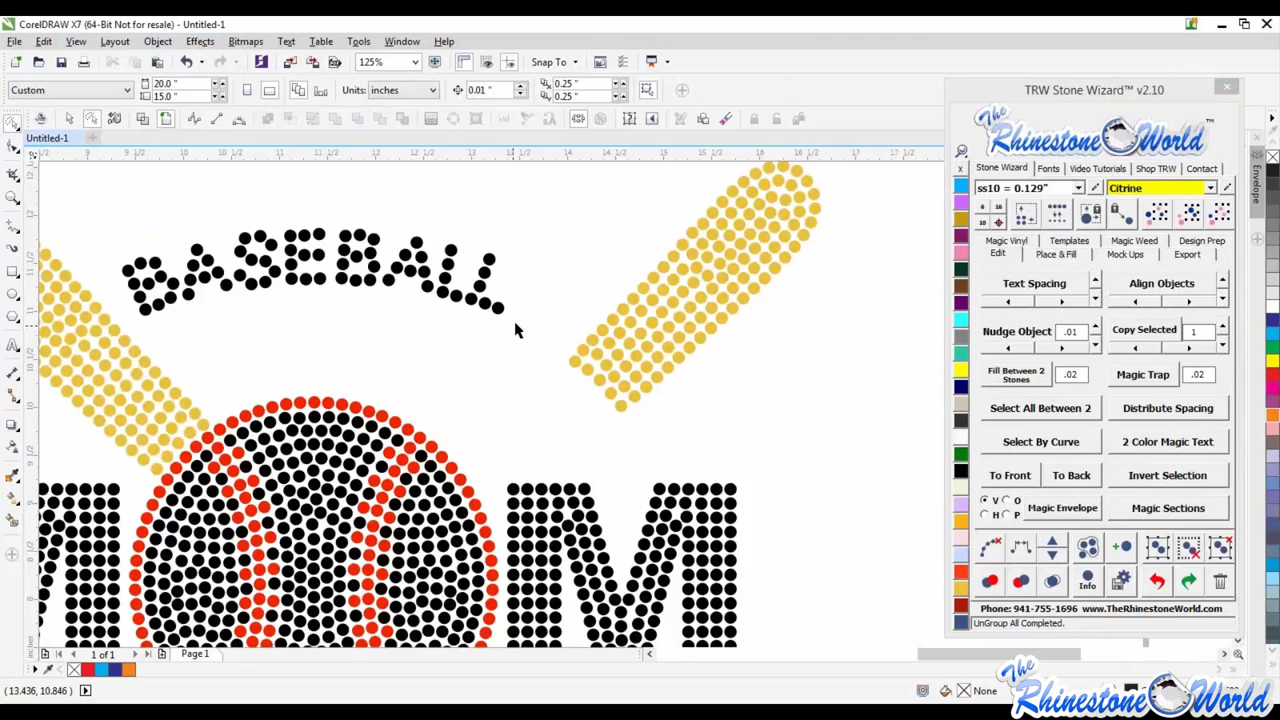 CorelDRAW X7 (64-Bit Not for resale) - Untitled-1
File Edit View Layout Object Effects Bitmaps Text Table Tools Window Help
125% Snap To
Custom 20.0 " 15.0 " Units: inches 0.01 " 0.25 " 0.25 "
Untitled-1
TRW Stone Wizard™ v2.10
The RhinestoneWorld ™
Stone Wizard Fonts Video Tutorials Shop TRW Contact
x ss10 = 0.129" Citrine
Magic Vinyl Templates Magic Weed Design Prep
Edit Place & Fill Mock Ups Export
Text Spacing Align Objects
Nudge Object .01 Copy Selected 1
Fill Between 2 Stones .02 Magic Trap .02
Select All Between 2 Distribute Spacing
Select By Curve 2 Color Magic Text
To Front To Back Invert Selection
V O H P Magic Envelope Magic Sections
Info
Phone: 941-755-1696 www.TheRhinestoneWorld.com
UnGroup All Completed.
Envelope
BASEBALL
M M
1 of 1 Page 1
(13.436, 10.846) None
The RhinestoneWorld